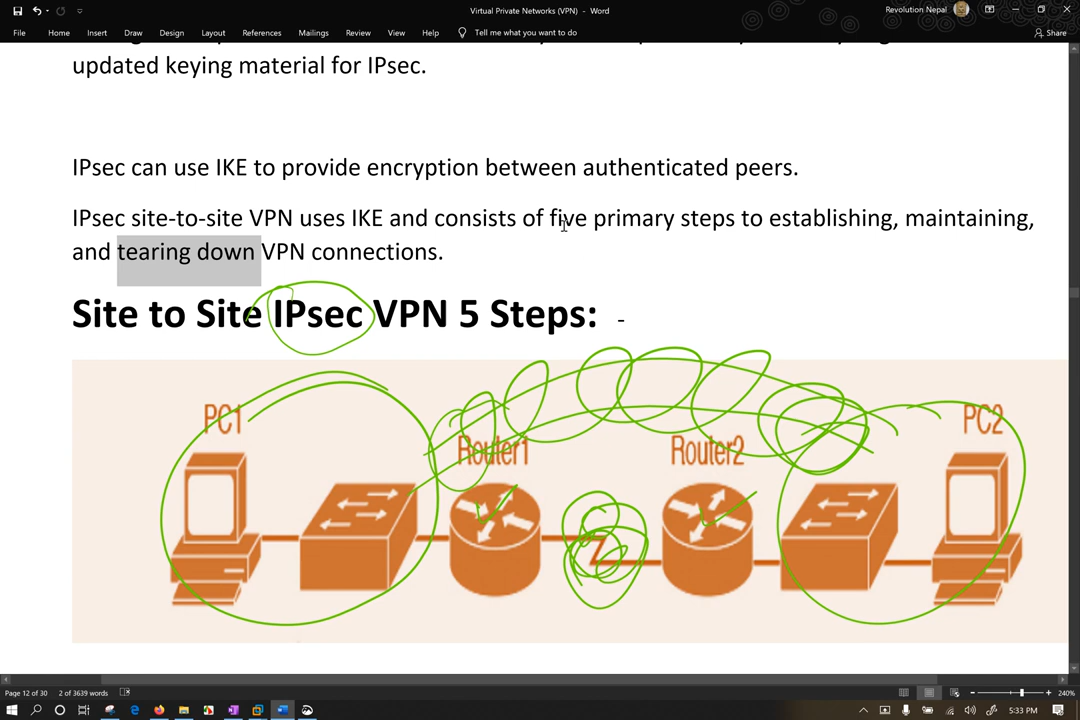 Virtual Private Networks (VPN) - Word
Revolution Nepal
File Home Insert Draw Design Layout References Mailings Review View Help Tell me what you want to do Share
updated keying material for IPsec.
IPsec can use IKE to provide encryption between authenticated peers.
IPsec site-to-site VPN uses IKE and consists of five primary steps to establishing, maintaining,
and tearing down VPN connections.
Site to Site IPsec VPN 5 Steps: -
PC1
Router1
Router2
PC2
Page 12 of 30 2 of 3639 words 240%
5:33 PM